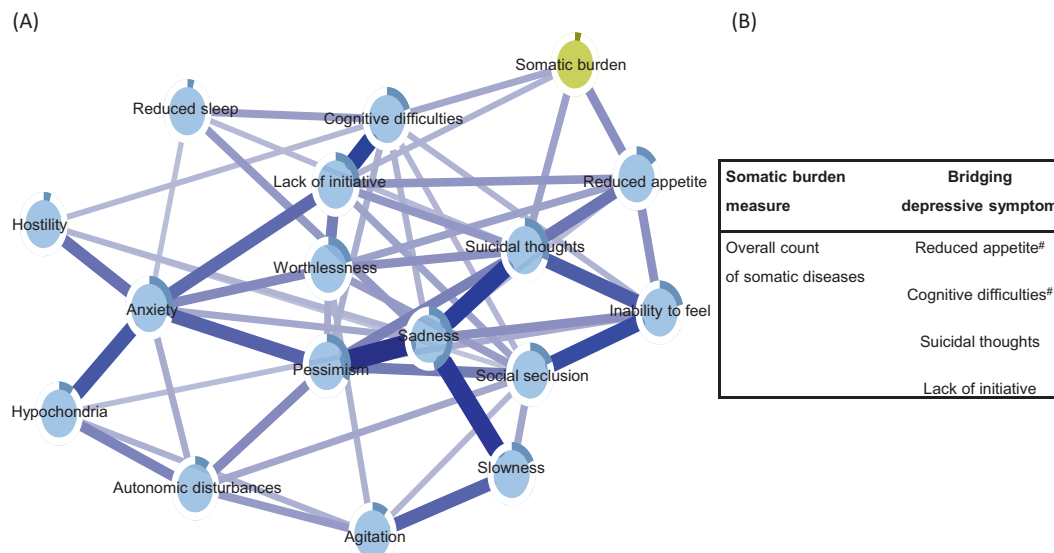 (A)
(B)
Somatic burden
Reduced sleep
Cognitive difficulties
Lack of initiative
Reduced appetite
Hostility
Suicidal thoughts
Worthlessness
Anxiety
Inability to feel
Sadness
Pessimism
Social seclusion
Hypochondria
Slowness
Autonomic disturbances
Agitation
Somatic burden Bridging
measure depressive symptom
Overall count Reduced appetite#
of somatic diseases
Cognitive difficulties#
Suicidal thoughts
Lack of initiative